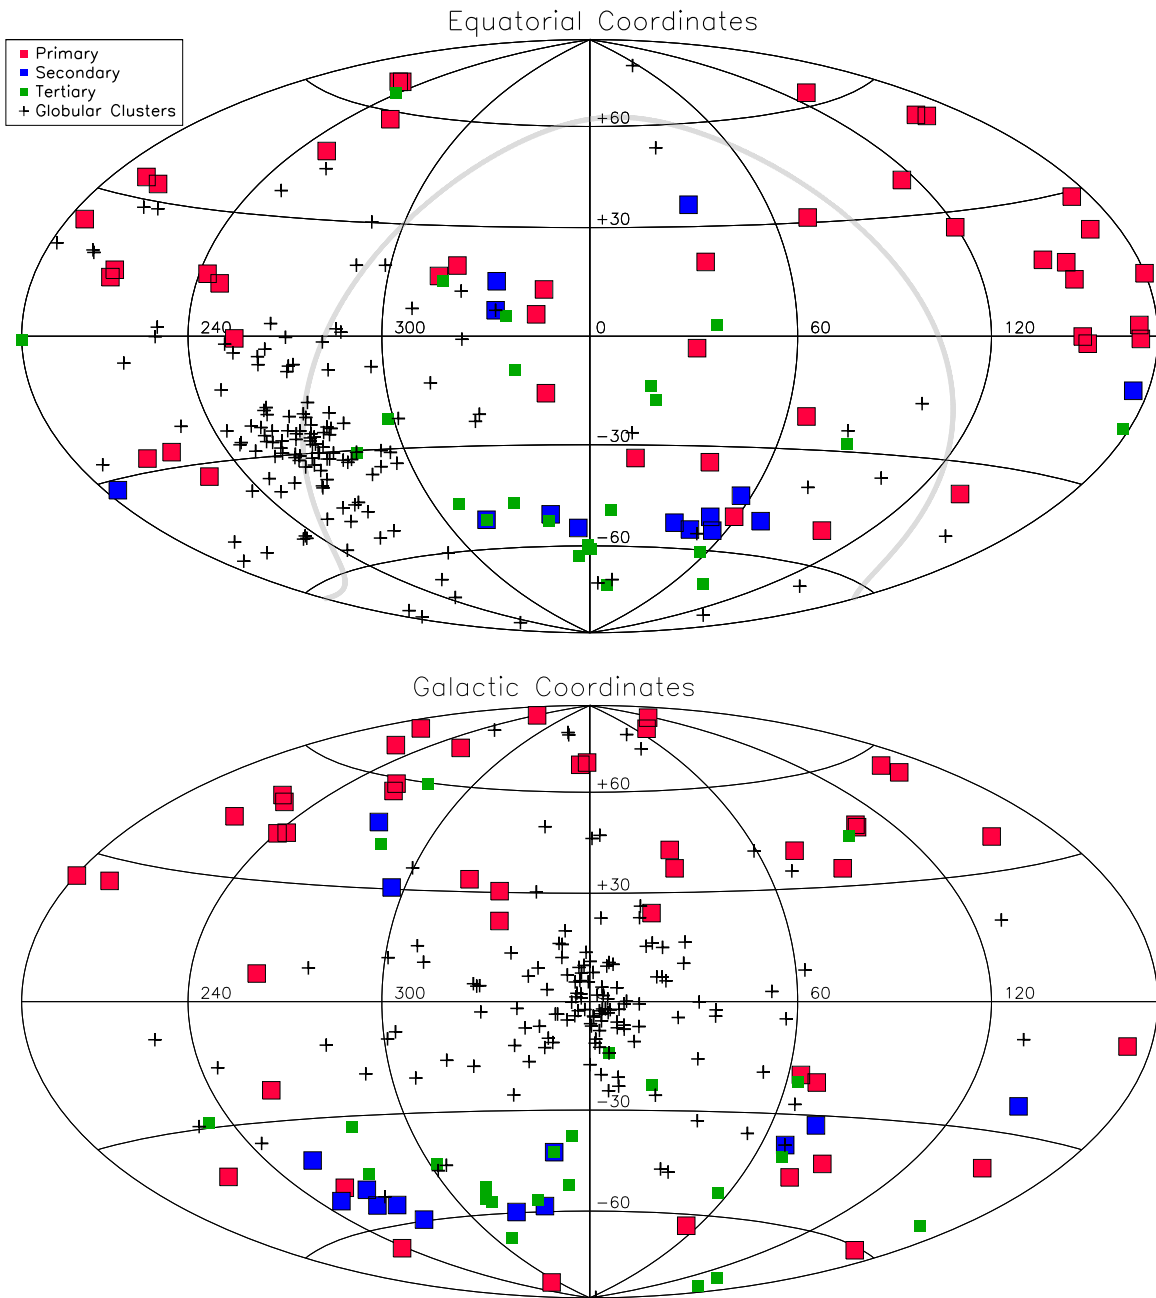 Equatorial Coordinates
Primary
Secondary
Tertiary
Globular Clusters
+60
+30
240 300 0 60 120
-30
-60
Galactic Coordinates
+60
+30
240 300 60 120
-30
-60